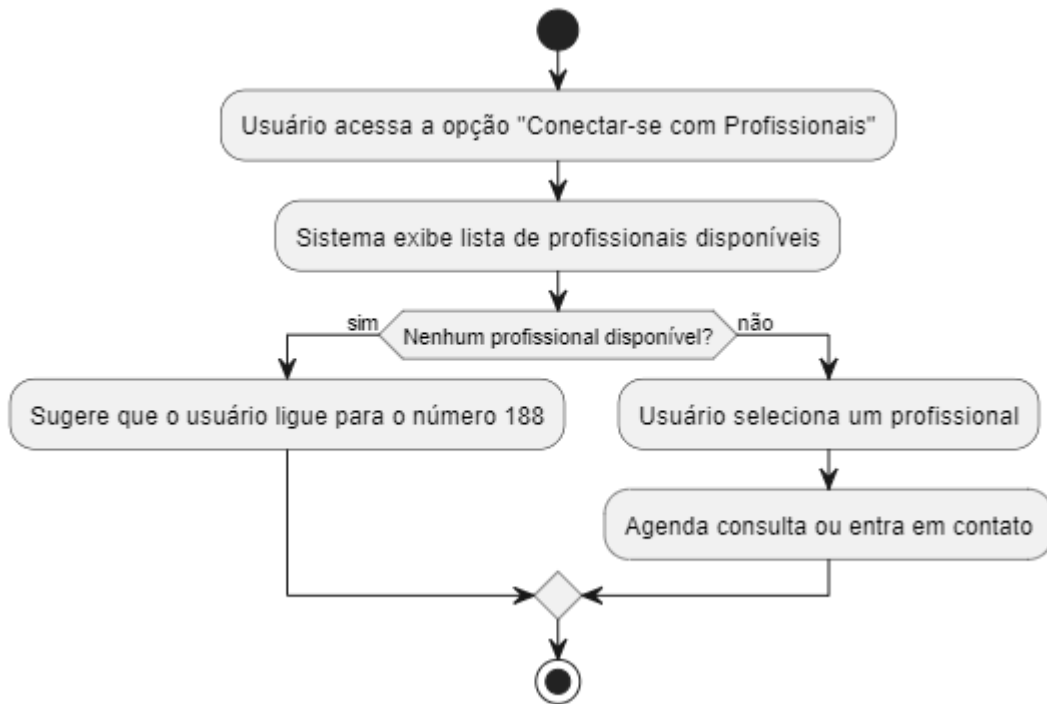 Usuário acessa a opção "Conectar-se com Profissionais"
Sistema exibe lista de profissionais disponíveis
sim
Nenhum profissional disponível?
não
Sugere que o usuário ligue para o número 188
Usuário seleciona um profissional
Agenda consulta ou entra em contato